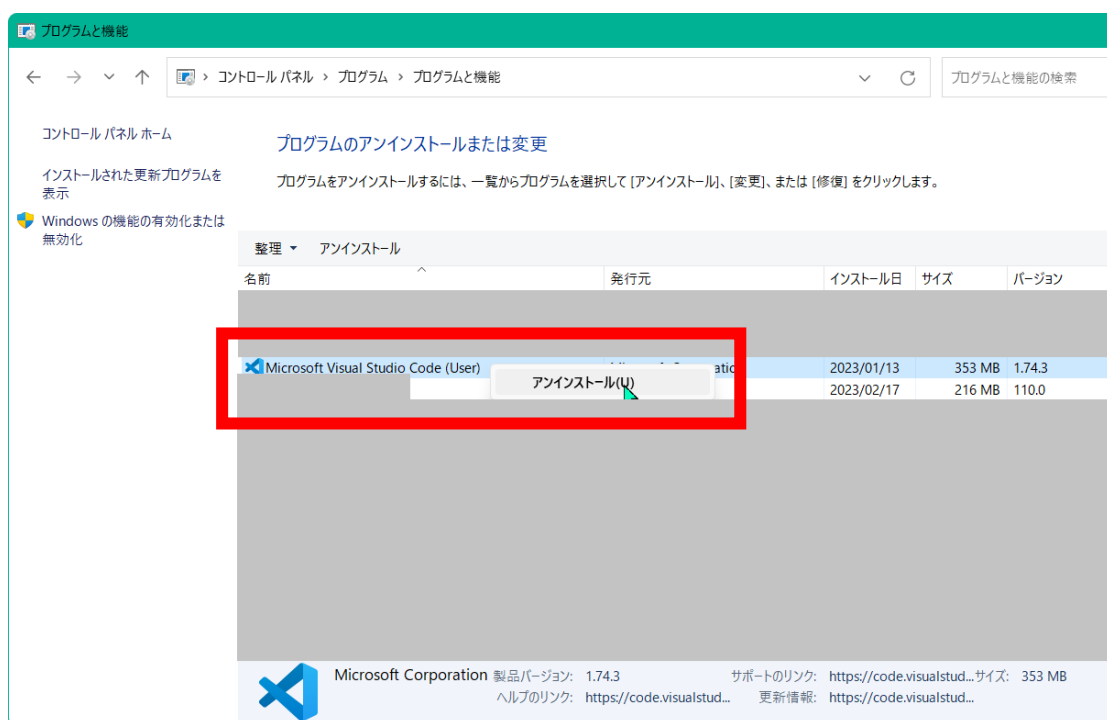 プログラムと機能
コントロール パネル › プログラム › プログラムと機能
プログラムと機能の検索
コントロール パネル ホーム
インストールされた更新プログラムを
表示
Windows の機能の有効化または
無効化
プログラムのアンインストールまたは変更
プログラムをアンインストールするには、一覧からプログラムを選択して [アンインストール]、[変更]、または [修復] をクリックします。
整理 アンインストール
名前 発行元 インストール日 サイズ バージョン
Microsoft Visual Studio Code (User) 2023/01/13 353 MB 1.74.3
アンインストール(U)
2023/02/17 216 MB 110.0
Microsoft Corporation 製品バージョン: 1.74.3 サポートのリンク: https://code.visualstud... サイズ: 353 MB
ヘルプのリンク: https://code.visualstud... 更新情報: https://code.visualstud...